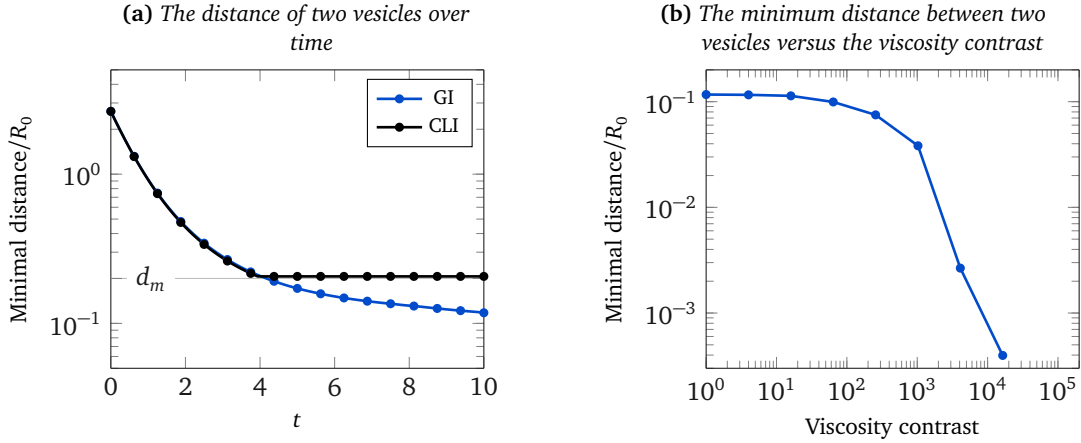 (a) The distance of two vesicles over
time
Minimal distance/R₀
10⁰
10⁻¹
dₘ
GI
CLI
0 2 4 6 8 10
t
(b) The minimum distance between two
vesicles versus the viscosity contrast
Minimal distance/R₀
10⁻¹
10⁻²
10⁻³
10⁰ 10¹ 10² 10³ 10⁴ 10⁵
Viscosity contrast